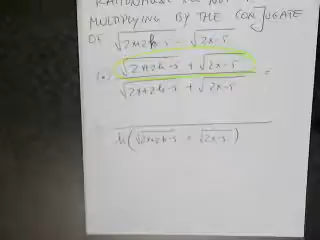 MULTIPLYING BY THE CONJUGATE
OF √2x+2h-5 - √2x-5
√2x+2h-5 + √2x-5
√2x+2h-5 + √2x-5 =
h(√2x+2h-5 + √2x-5)